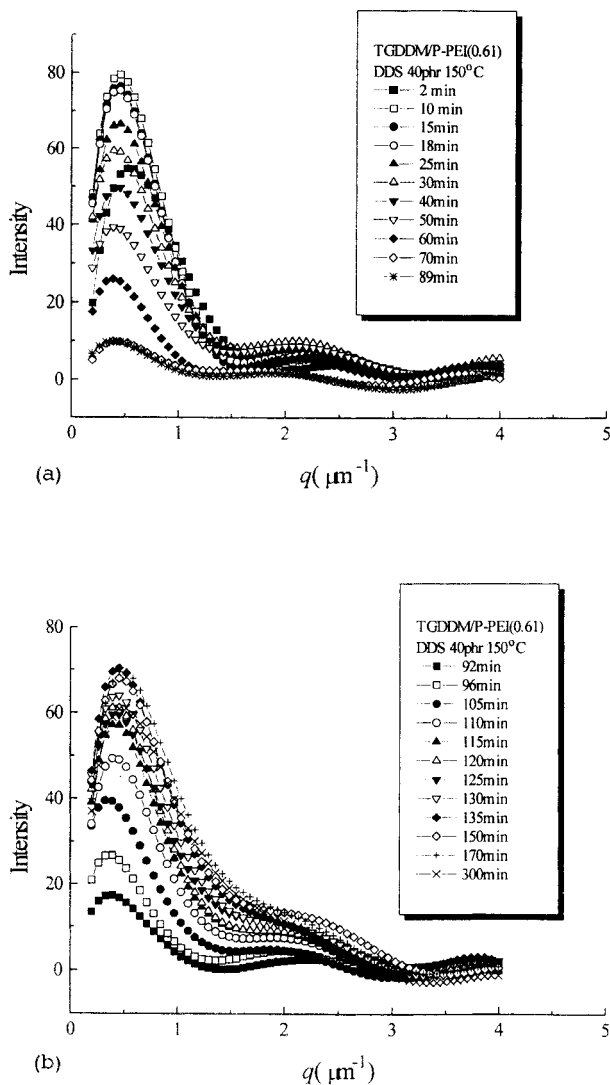 80
60
40
20
0
Intensity
TGDDM/P-PEI(0.61)
DDS 40phr 150°C
2 min
10 min
15min
18min
25min
30min
40min
50min
60min
70min
89min
0 1 2 3 4 5
(a) q( μm⁻¹)
80
60
40
20
0
Intensity
TGDDM/P-PEI(0.61)
DDS 40phr 150°C
92min
96min
105min
110min
115min
120min
125min
130min
135min
150min
170min
300min
0 1 2 3 4 5
(b) q( μm⁻¹)